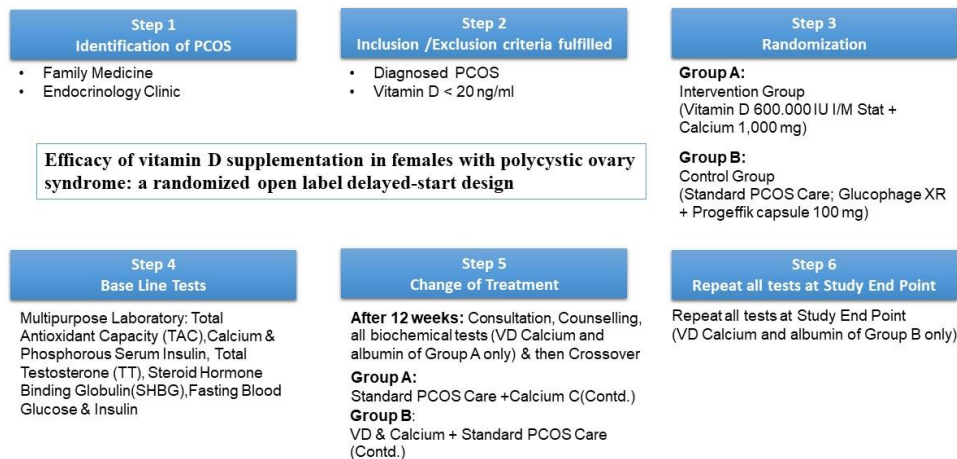 Step 1
Identification of PCOS
• Family Medicine
• Endocrinology Clinic
Step 2
Inclusion /Exclusion criteria fulfilled
• Diagnosed PCOS
• Vitamin D < 20 ng/ml
Step 3
Randomization
Group A:
Intervention Group
(Vitamin D 600.000 IU I/M Stat +
Calcium 1,000 mg)
Group B:
Control Group
(Standard PCOS Care; Glucophage XR
+ Progeffik capsule 100 mg)
Efficacy of vitamin D supplementation in females with polycystic ovary
syndrome: a randomized open label delayed-start design
Step 4
Base Line Tests
Multipurpose Laboratory: Total
Antioxidant Capacity (TAC),Calcium &
Phosphorous Serum Insulin, Total
Testosterone (TT), Steroid Hormone
Binding Globulin(SHBG),Fasting Blood
Glucose & Insulin
Step 5
Change of Treatment
After 12 weeks: Consultation, Counselling,
all biochemical tests (VD Calcium and
albumin of Group A only) & then Crossover
Group A:
Standard PCOS Care +Calcium C(Contd.)
Group B:
VD & Calcium + Standard PCOS Care
(Contd.)
Step 6
Repeat all tests at Study End Point
Repeat all tests at Study End Point
(VD Calcium and albumin of Group B only)